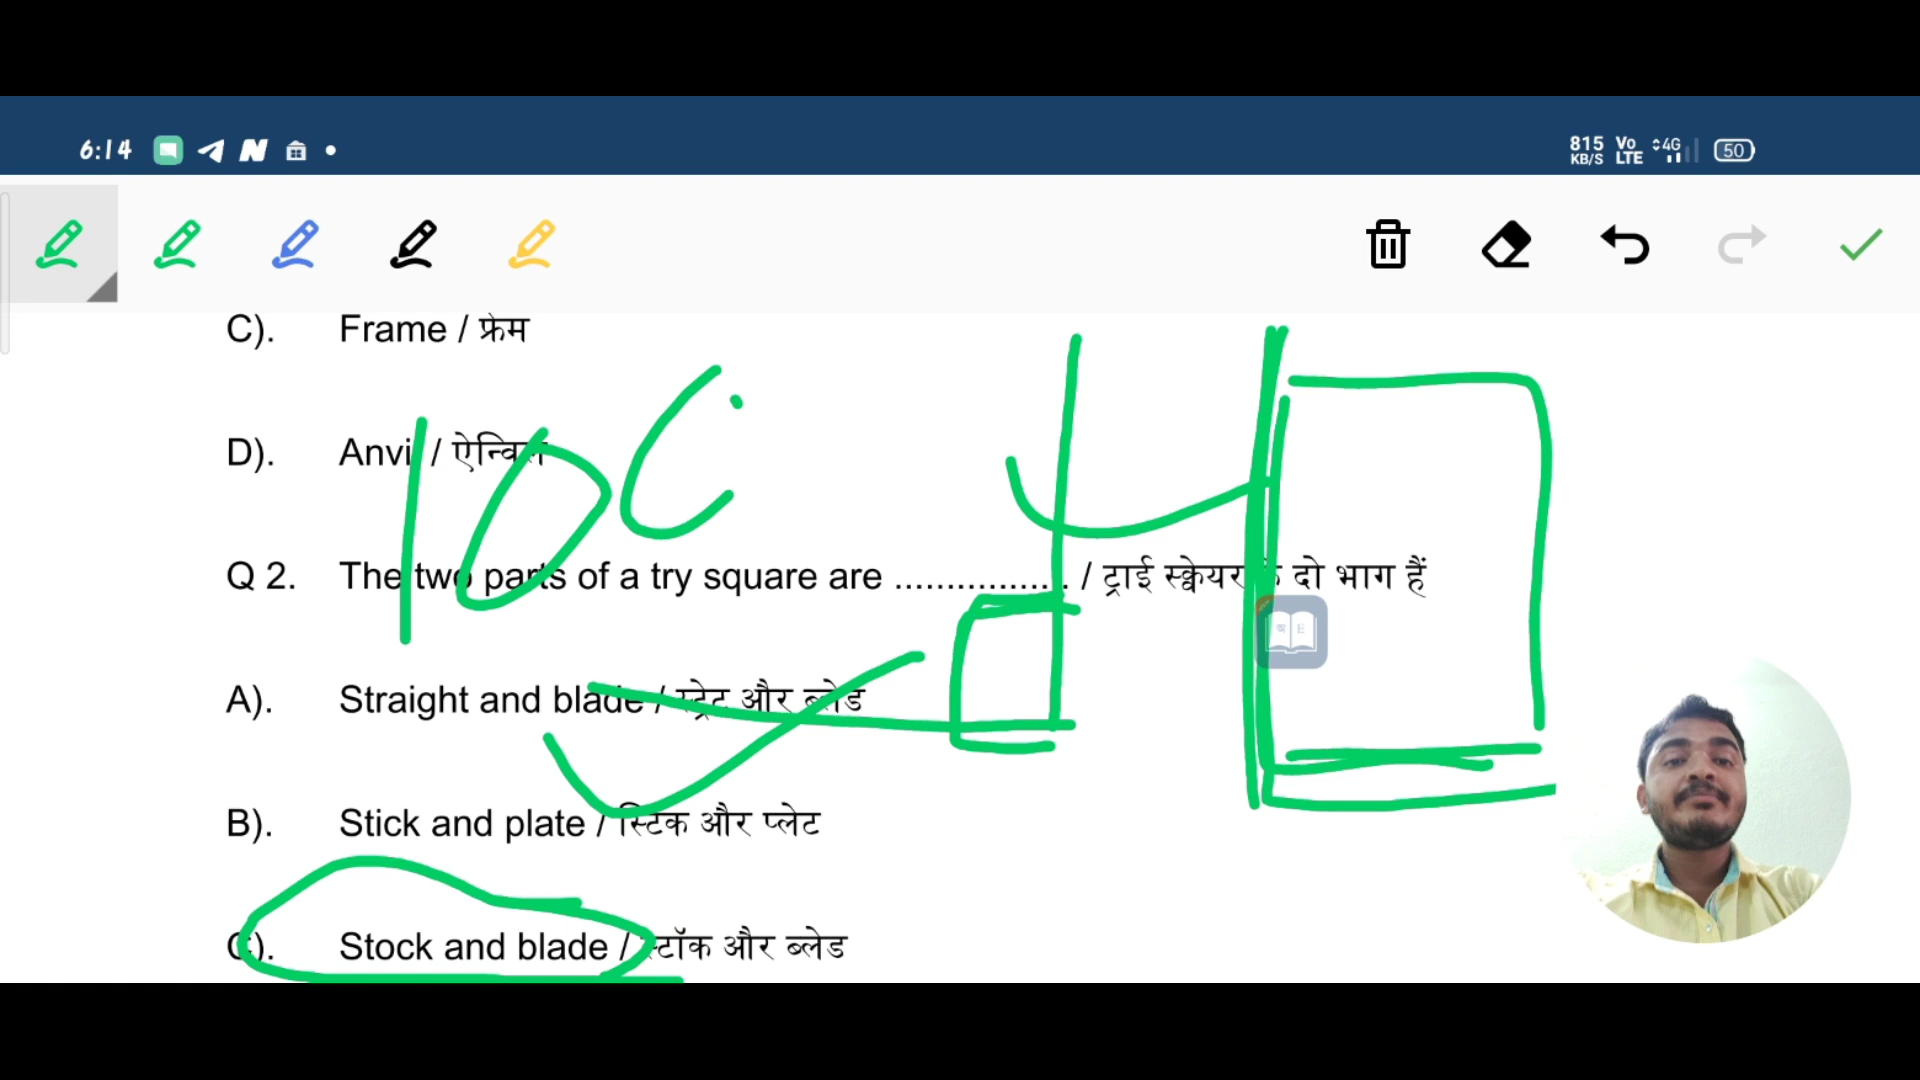 6:14 N 815 KB/S Vo LTE 4G 50
C). Frame / फ्रेम
D). Anvil / ऐन्विल
10C
Q 2. The two parts of a try square are ................. / ट्राई स्क्वेयर के दो भाग हैं
A). Straight and blade / स्ट्रेट और ब्लेड
B). Stick and plate / स्टिक और प्लेट
C). Stock and blade / स्टॉक और ब्लेड